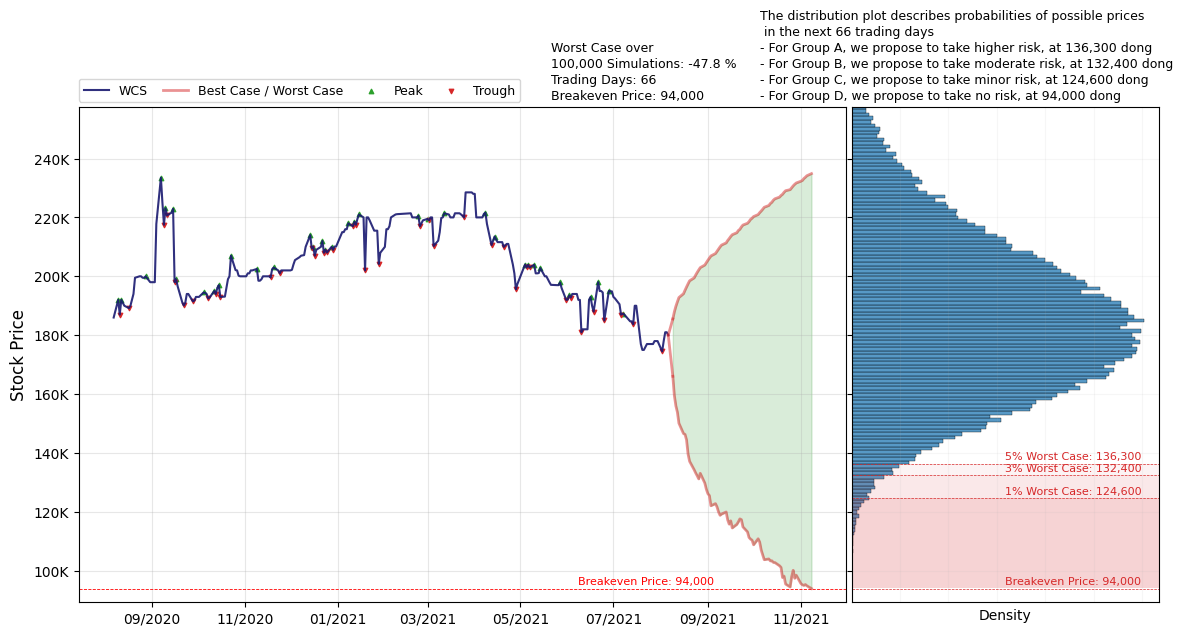 The distribution plot describes probabilities of possible prices
in the next 66 trading days
- For Group A, we propose to take higher risk, at 136,300 dong
- For Group B, we propose to take moderate risk, at 132,400 dong
- For Group C, we propose to take minor risk, at 124,600 dong
- For Group D, we propose to take no risk, at 94,000 dong
Worst Case over
100,000 Simulations: -47.8 %
Trading Days: 66
Breakeven Price: 94,000
WCS
Best Case / Worst Case
Peak
Trough
Stock Price
240K
220K
200K
180K
160K
140K
120K
100K
Breakeven Price: 94,000
09/2020
11/2020
01/2021
03/2021
05/2021
07/2021
09/2021
11/2021
5% Worst Case: 136,300
3% Worst Case: 132,400
1% Worst Case: 124,600
Breakeven Price: 94,000
Density